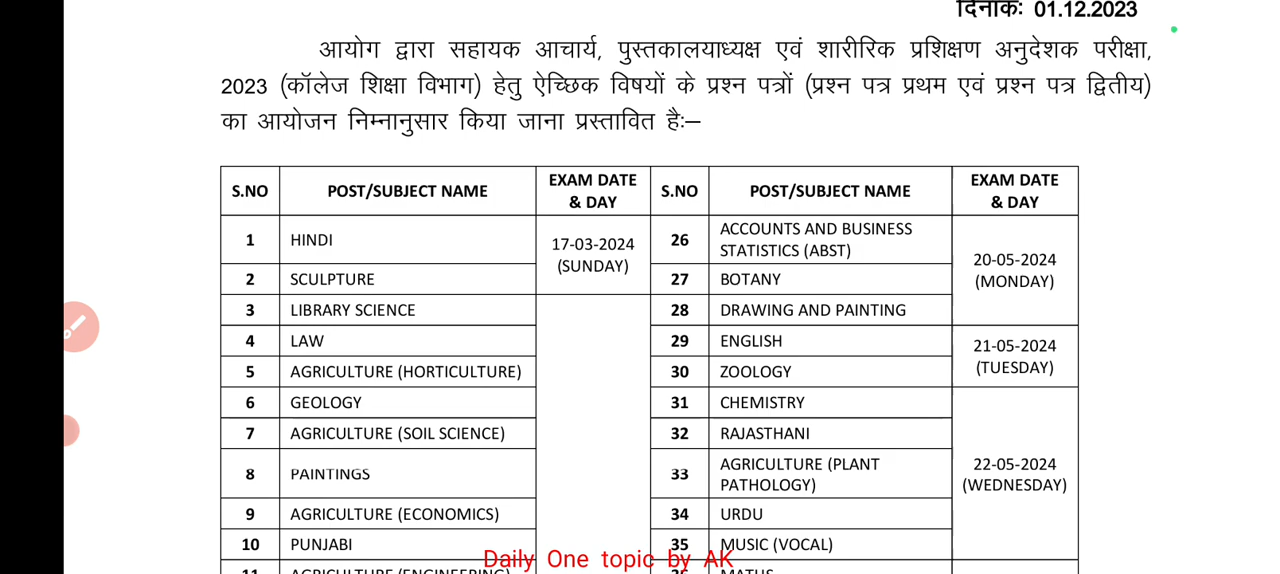 दिनांकः 01.12.2023
आयोग द्वारा सहायक आचार्य, पुस्तकालयाध्यक्ष एवं शारीरिक प्रशिक्षण अनुदेशक परीक्षा,
2023 (कॉलेज शिक्षा विभाग) हेतु ऐच्छिक विषयों के प्रश्न पत्रों (प्रश्न पत्र प्रथम एवं प्रश्न पत्र द्वितीय)
का आयोजन निम्नानुसार किया जाना प्रस्तावित हैः–
S.NO POST/SUBJECT NAME EXAM DATE & DAY S.NO POST/SUBJECT NAME EXAM DATE & DAY
1 HINDI 17-03-2024 (SUNDAY) 26 ACCOUNTS AND BUSINESS STATISTICS (ABST) 20-05-2024 (MONDAY)
2 SCULPTURE 27 BOTANY
3 LIBRARY SCIENCE 28 DRAWING AND PAINTING
4 LAW 29 ENGLISH 21-05-2024 (TUESDAY)
5 AGRICULTURE (HORTICULTURE) 30 ZOOLOGY
6 GEOLOGY 31 CHEMISTRY 22-05-2024 (WEDNESDAY)
7 AGRICULTURE (SOIL SCIENCE) 32 RAJASTHANI
8 PAINTINGS 33 AGRICULTURE (PLANT PATHOLOGY)
9 AGRICULTURE (ECONOMICS) 34 URDU
10 PUNJABI 35 MUSIC (VOCAL)
Daily One topic by AK
11 AGRICULTURE (ENGINEERING) 36 MATHS